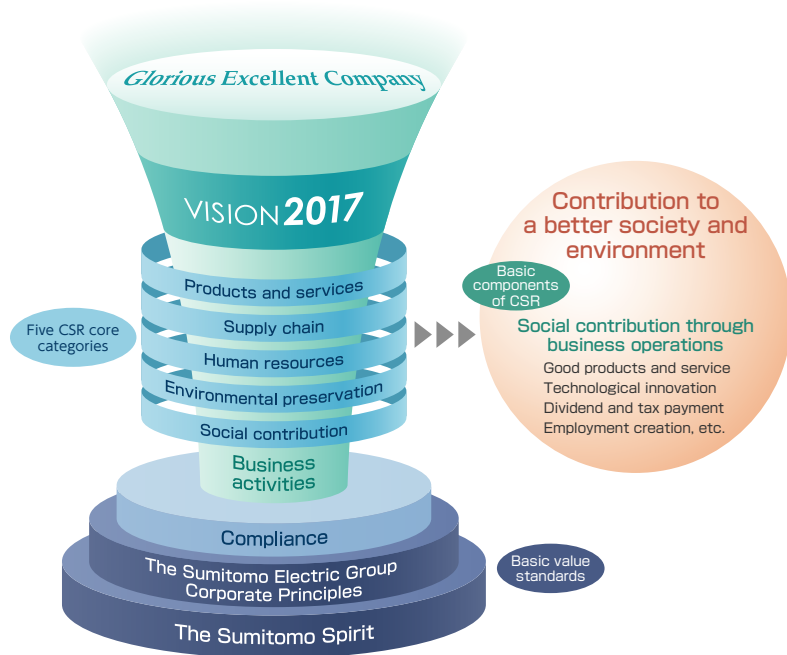 Glorious Excellent Company
VISION 2017
Products and services
Supply chain
Human resources
Environmental preservation
Social contribution
Business
activities
Compliance
The Sumitomo Electric Group
Corporate Principles
The Sumitomo Spirit
Five CSR core
categories
Basic value
standards
Contribution to
a better society and
environment
Basic
components
of CSR
Social contribution through
business operations
Good products and service
Technological innovation
Dividend and tax payment
Employment creation, etc.